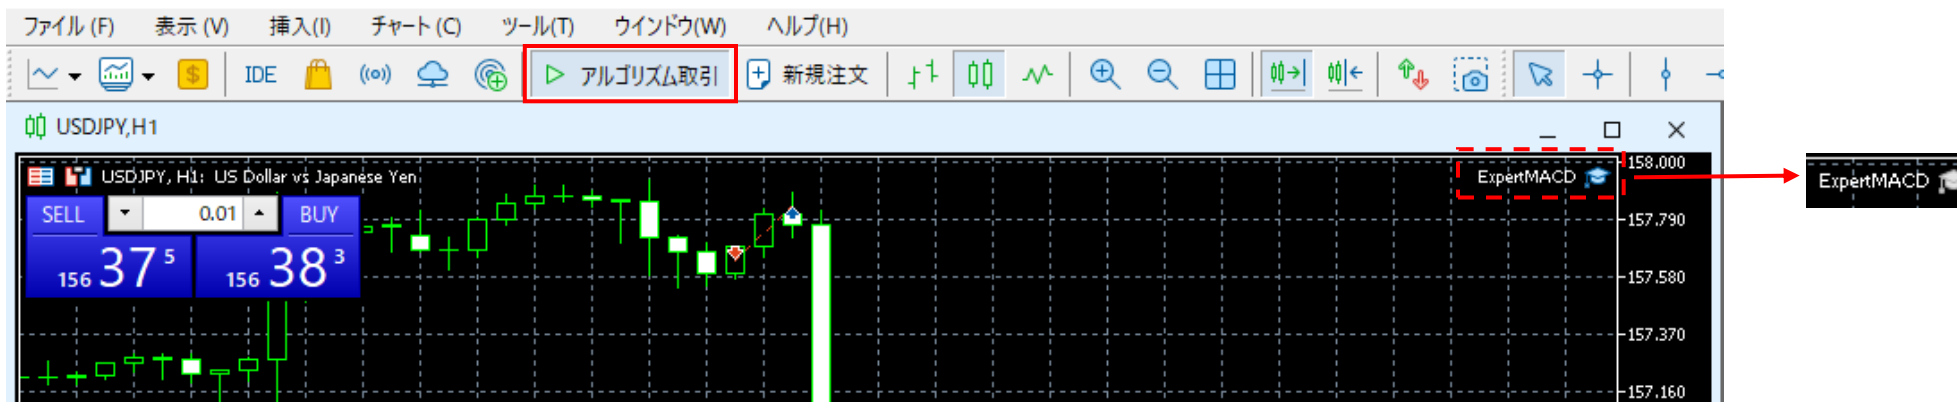 ファイル (F) 表示 (V) 挿入(I) チャート (C) ツール(T) ウインドウ(W) ヘルプ(H)
$ IDE アルゴリズム取引 新規注文
USDJPY,H1
USDJPY, H1: US Dollar vs Japanese Yen
ExpertMACD
158.000
ExpertMACD
SELL 0.01 BUY
156 37 5 156 38 3
157.790
157.580
157.370
157.160